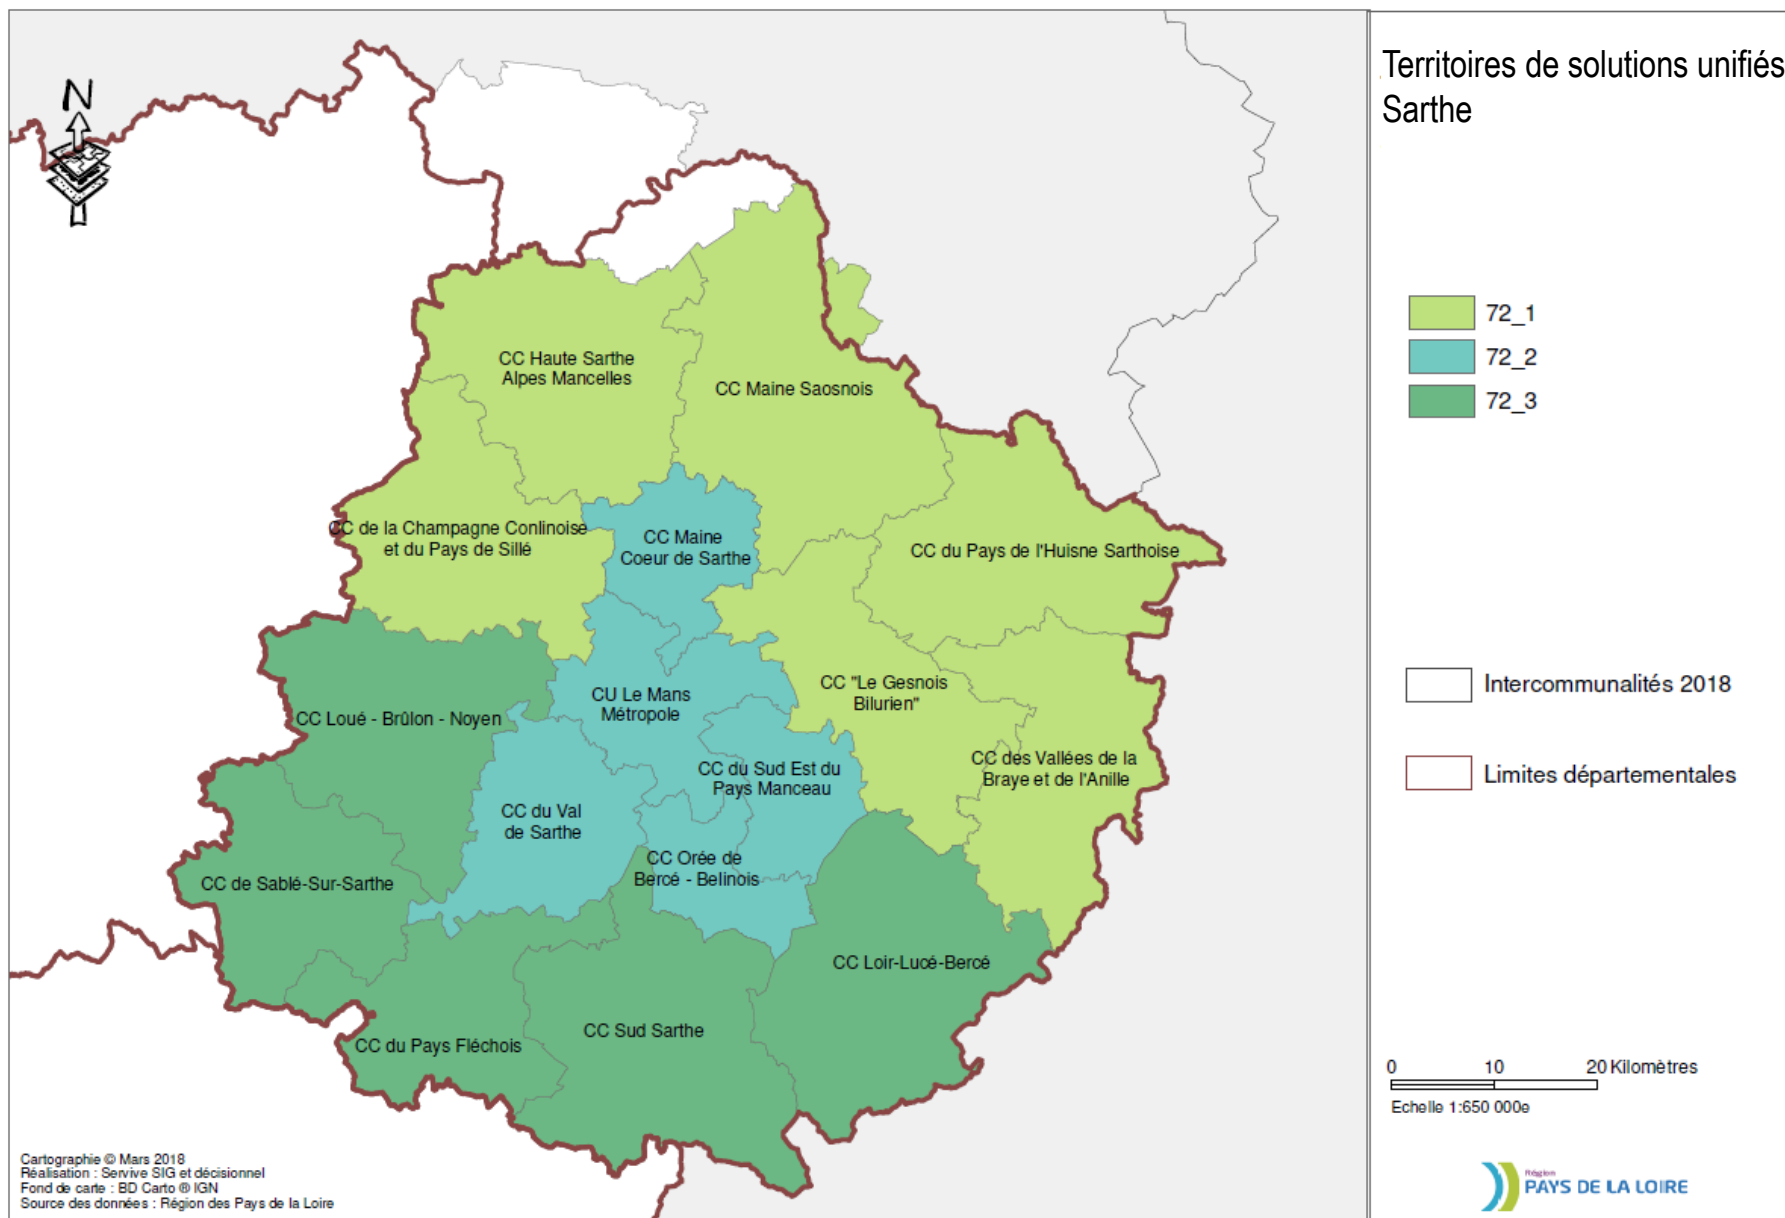 N
Territoires de solutions unifiés
Sarthe
72_1
72_2
72_3
Intercommunalités 2018
Limites départementales
0 10 20 Kilomètres
Echelle 1:650 000e
Région
PAYS DE LA LOIRE
CC Haute Sarthe
Alpes Mancelles
CC Maine Saosnois
CC de la Champagne Conlinoise
et du Pays de Sillé
CC Maine
Coeur de Sarthe
CC du Pays de l'Huisne Sarthoise
CC "Le Gesnois
Bilurien"
CU Le Mans
Métropole
CC Loué - Brûlon - Noyen
CC du Sud Est du
Pays Manceau
CC des Vallées de la
Braye et de l'Anille
CC du Val
de Sarthe
CC Orée de
Bercé - Belinois
CC de Sablé-Sur-Sarthe
CC Loir-Lucé-Bercé
CC Sud Sarthe
CC du Pays Fléchois
Cartographie © Mars 2018
Réalisation : Servive SIG et décisionnel
Fond de carte : BD Carto ® IGN
Source des données : Région des Pays de la Loire